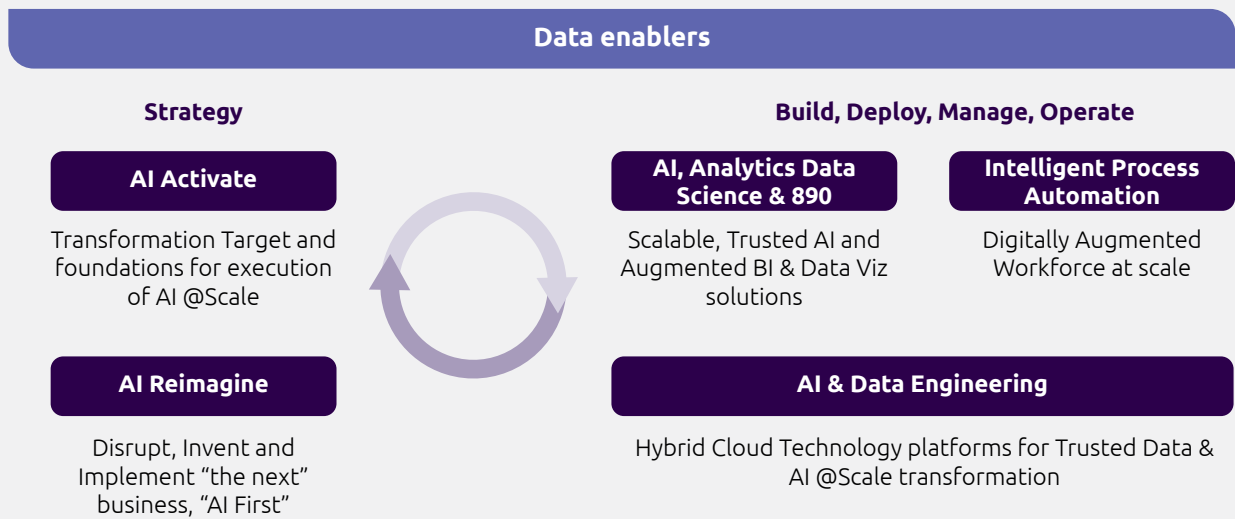 Data enablers
Strategy
AI Activate
Transformation Target and
foundations for execution
of AI @Scale
AI Reimagine
Disrupt, Invent and
Implement “the next”
business, “AI First”
Build, Deploy, Manage, Operate
AI, Analytics Data
Science & 890
Scalable, Trusted AI and
Augmented BI & Data Viz
solutions
Intelligent Process
Automation
Digitally Augmented
Workforce at scale
AI & Data Engineering
Hybrid Cloud Technology platforms for Trusted Data &
AI @Scale transformation